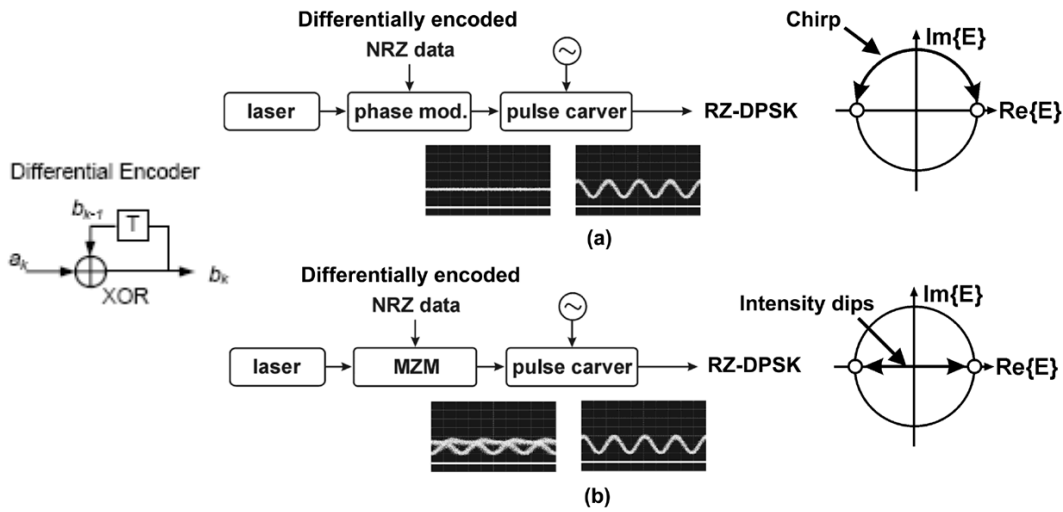 Differentially encoded
NRZ data
laser
phase mod.
pulse carver
RZ-DPSK
Chirp
Im{E}
Re{E}
(a)
Differential Encoder
b_{k-1}
T
a_k
XOR
b_k
Differentially encoded
NRZ data
laser
MZM
pulse carver
RZ-DPSK
Intensity dips
Im{E}
Re{E}
(b)